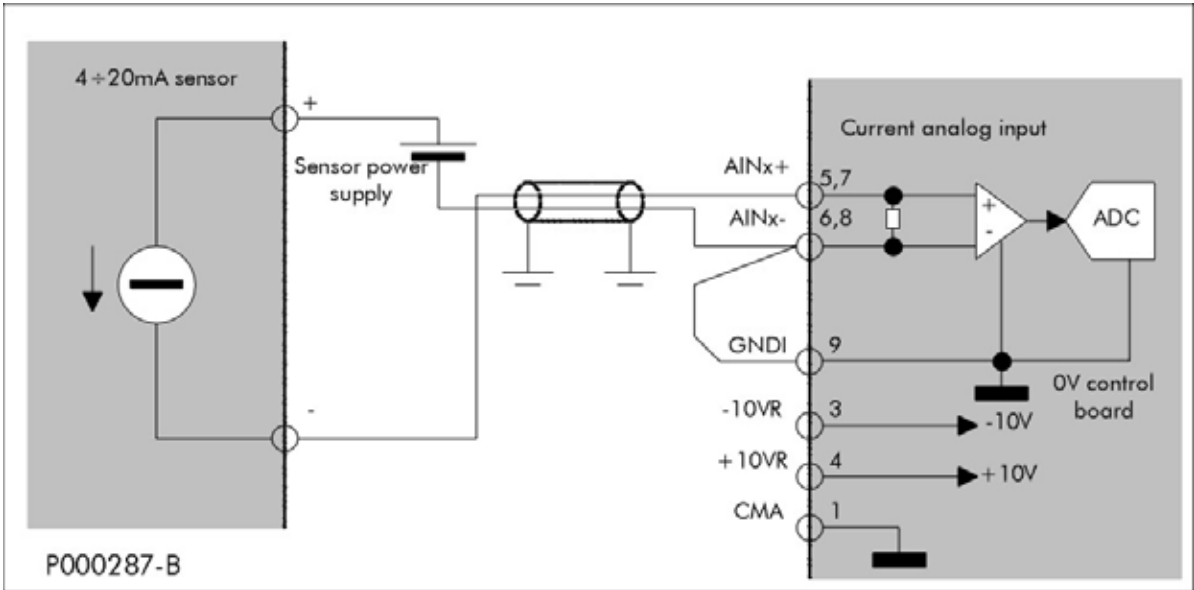 4÷20mA sensor
+
Sensor power
supply
-
P000287-B
Current analog input
AINx+
5,7
AINx-
6,8
+
-
ADC
GNDI
9
0V control
board
-10VR
3
-10V
+10VR
4
+10V
CMA
1